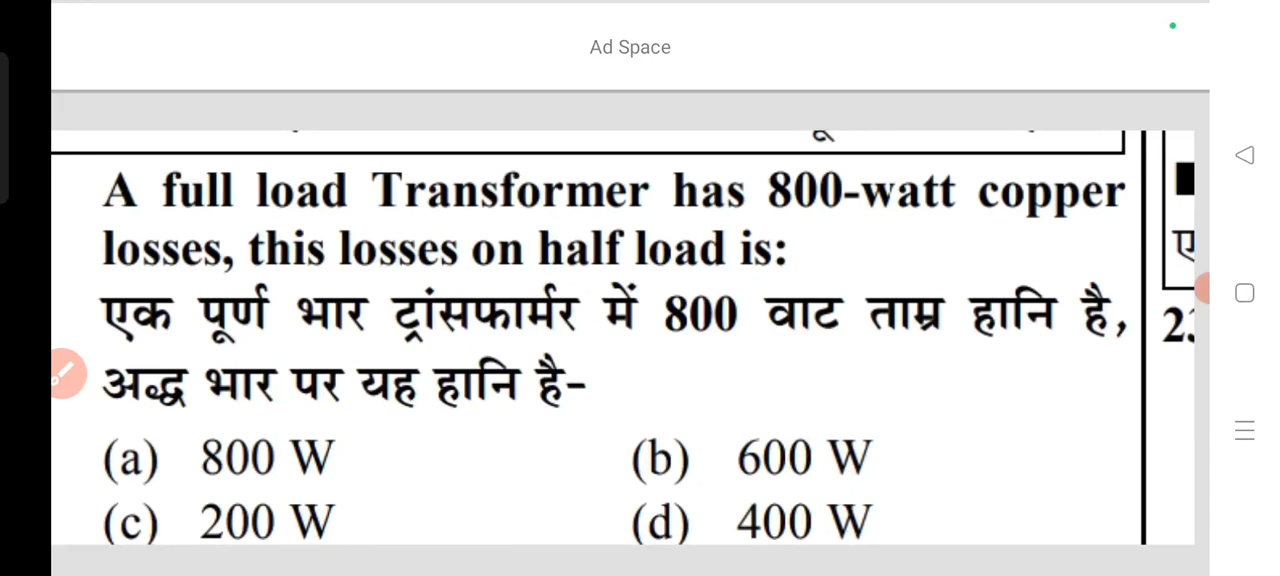 Ad Space
A full load Transformer has 800-watt copper
losses, this losses on half load is:
एक पूर्ण भार ट्रांसफार्मर में 800 वाट ताम्र हानि है,
अर्द्ध भार पर यह हानि है-
(a) 800 W (b) 600 W
(c) 200 W (d) 400 W